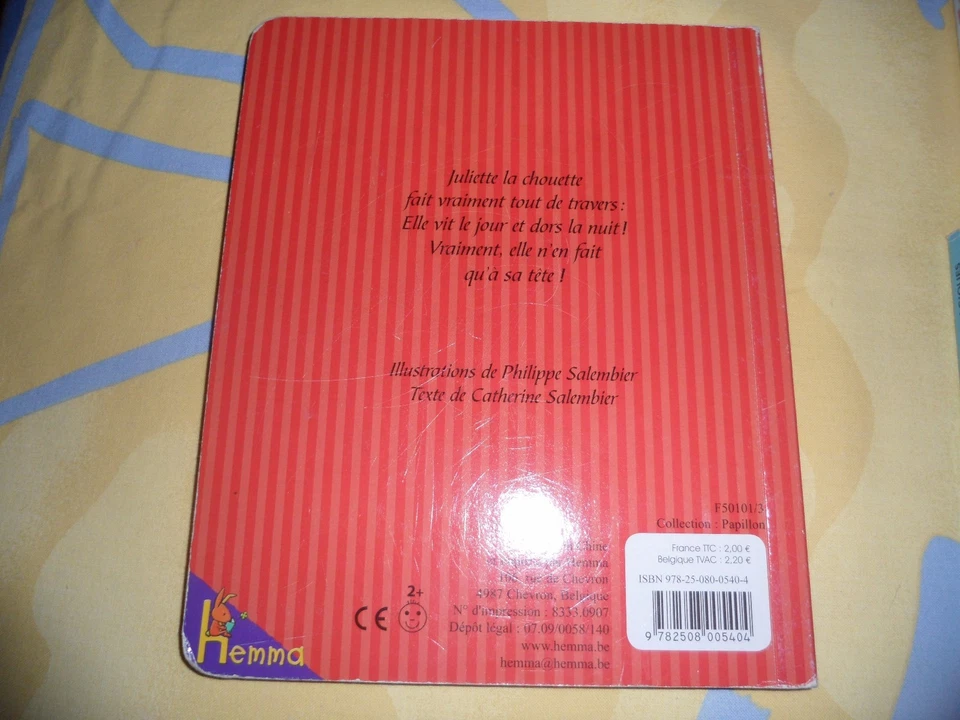 Juliette la chouette
fait vraiment tout de travers :
Elle vit le jour et dors la nuit !
Vraiment, elle n'en fait
qu'à sa tête !
Illustrations de Philippe Salembier
Texte de Catherine Salembier
F50101/3
Collection : Papillon
France TTC : 2,00 €
Belgique TVAC : 2,20 €
ISBN 978-25-080-0540-4
9 782508 005404
Chine
par Hemma
106, rue de Chevron
4987 Chevron, Belgique
N° d'impression : 8333.0907
Dépôt légal : 07.09/0058/140
www.hemma.be
hemma@hemma.be
CE
2+
Hemma